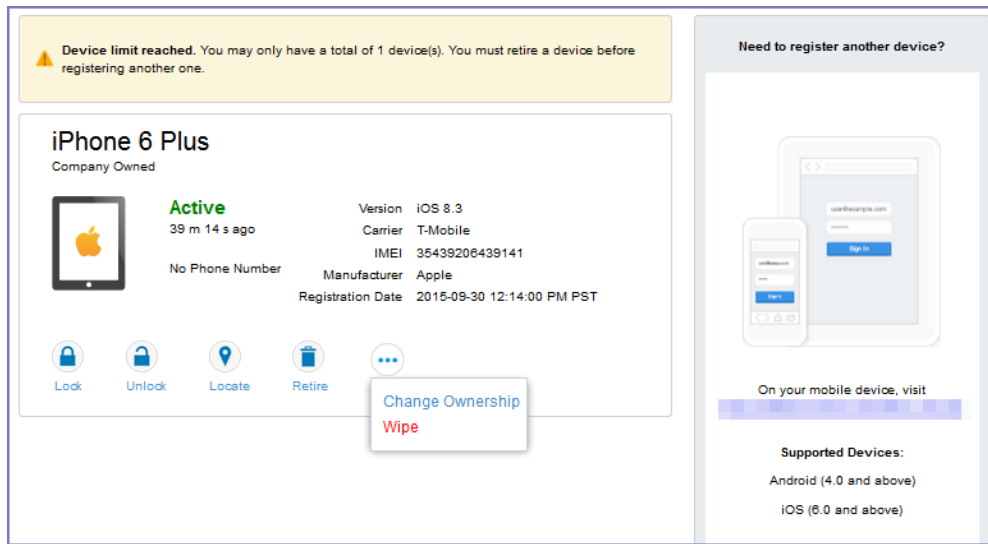 Device limit reached. You may only have a total of 1 device(s). You must retire a device before
registering another one.
iPhone 6 Plus
Company Owned
Active
39 m 14 s ago
No Phone Number
Version iOS 8.3
Carrier T-Mobile
IMEI 35439206439141
Manufacturer Apple
Registration Date 2015-09-30 12:14:00 PM PST
Lock
Unlock
Locate
Retire
Change Ownership
Wipe
Need to register another device?
user@example.com
Sign In
Sign In
On your mobile device, visit
Supported Devices:
Android (4.0 and above)
iOS (6.0 and above)